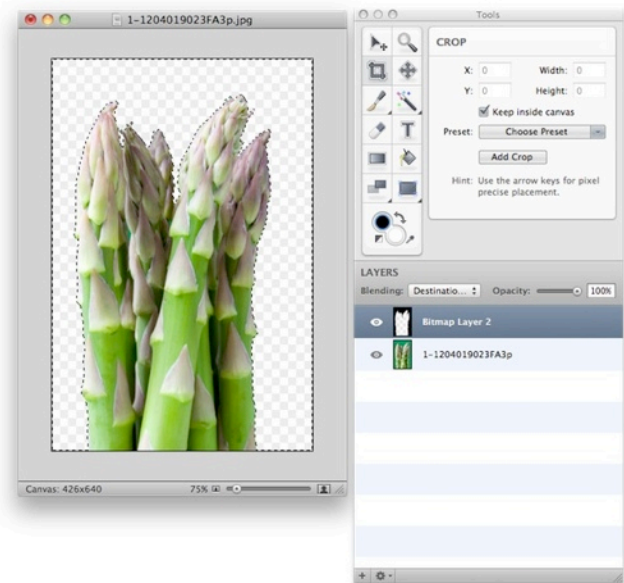 1-1204019023FA3p.jpg
Canvas: 426x640
75%
Tools
CROP
X: 0 Width: 0
Y: 0 Height: 0
Keep inside canvas
Preset: Choose Preset
Add Crop
Hint: Use the arrow keys for pixel
precise placement.
T
LAYERS
Blending: Destinatio... Opacity: 100%
Bitmap Layer 2
1-1204019023FA3p